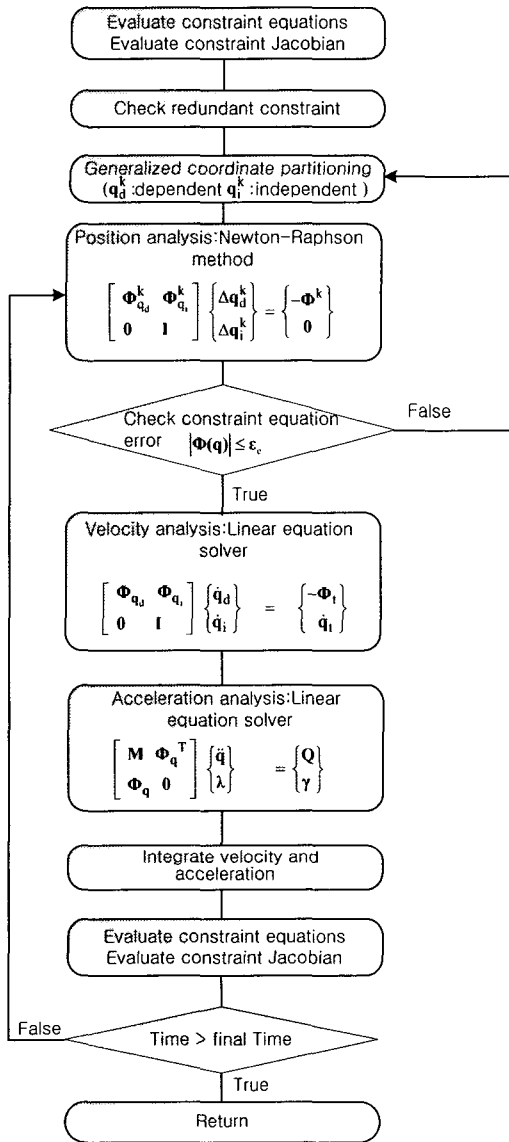 Evaluate constraint equations
Evaluate constraint Jacobian
Check redundant constraint
Generalized coordinate partitioning
(q_d^k :dependent q_i^k :independent )
Position analysis:Newton-Raphson
method
[ Φ_{q_d}^k Φ_{q_i}^k ; 0 I ] { Δq_d^k ; Δq_i^k } = { −Φ^k ; 0 }
Check constraint equation
error |Φ(q)| ≤ ε_e
False
True
Velocity analysis:Linear equation
solver
[ Φ_{q_d} Φ_{q_i} ; 0 I ] { q̇_d ; q̇_i } = { −Φ_t ; q̇_i }
Acceleration analysis:Linear
equation solver
[ M Φ_q^T ; Φ_q 0 ] { q̈ ; λ } = { Q ; γ }
Integrate velocity and
acceleration
Evaluate constraint equations
Evaluate constraint Jacobian
False
Time > final Time
True
Return